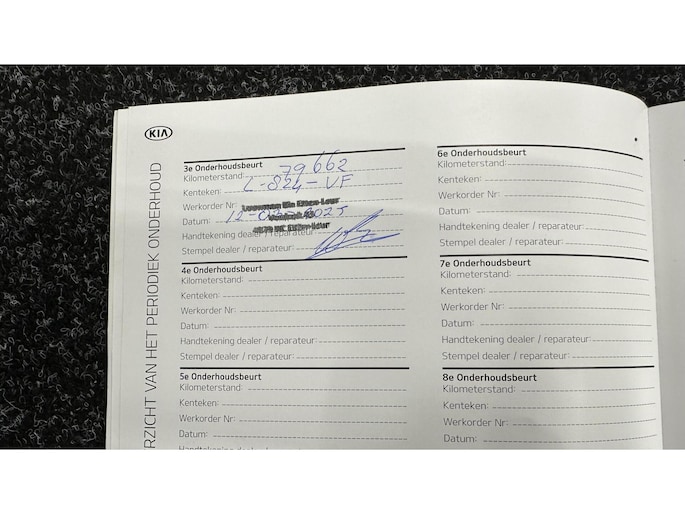 KIA
RZICHT VAN HET PERIODIEK ONDERHOUD
3e Onderhoudsbeurt
Kilometerstand: 79662
Kenteken: L-824-VF
Werkorder Nr:
Datum: 12-02-2025
Handtekening dealer / reparateur:
Stempel dealer / reparateur:
4e Onderhoudsbeurt
Kilometerstand:
Kenteken:
Werkorder Nr:
Datum:
Handtekening dealer / reparateur:
Stempel dealer / reparateur:
5e Onderhoudsbeurt
Kilometerstand:
Kenteken:
Werkorder Nr:
Datum:
Handtekening dealer / reparateur:
6e Onderhoudsbeurt
Kilometerstand:
Kenteken:
Werkorder Nr:
Datum:
Handtekening dealer / reparateur:
Stempel dealer / reparateur:
7e Onderhoudsbeurt
Kilometerstand:
Kenteken:
Werkorder Nr:
Datum:
Handtekening dealer / reparateur:
Stempel dealer / reparateur:
8e Onderhoudsbeurt
Kilometerstand:
Kenteken:
Werkorder Nr:
Datum: